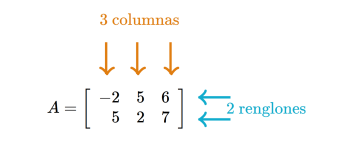 3 columnas
A = [ −2 5 6
5 2 7 ]
2 renglones